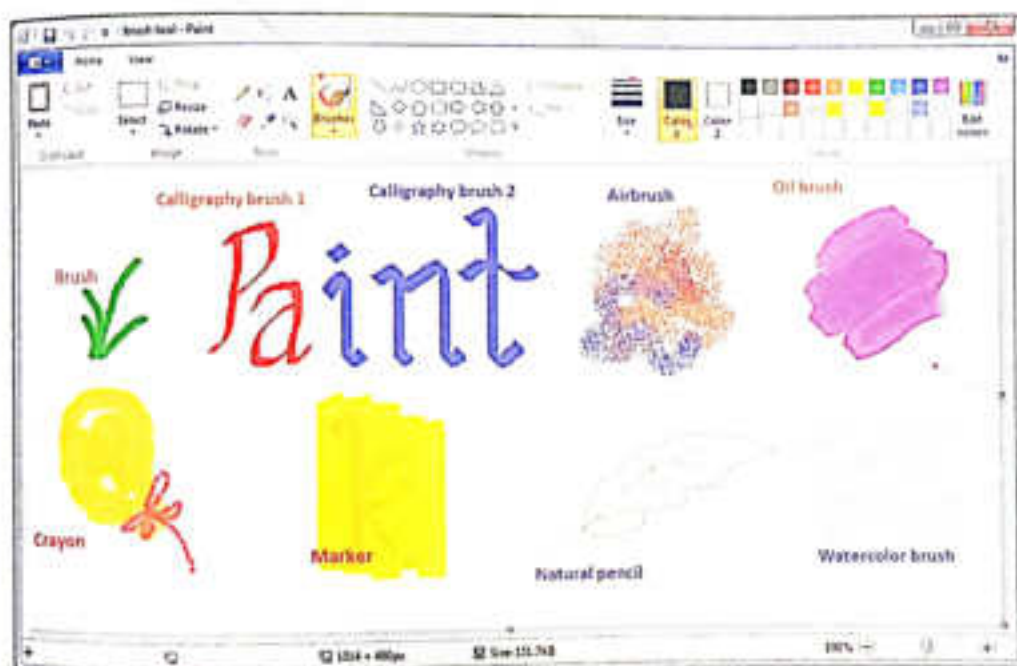 brush tool - Paint
Home View
Select
Resize
Rotate
A
Brushes
Size
Color 1
Color 2
Edit colors
Image
Calligraphy brush 1
Calligraphy brush 2
Airbrush
Oil brush
Brush
Paint
Crayon
Marker
Natural pencil
Watercolor brush
100%